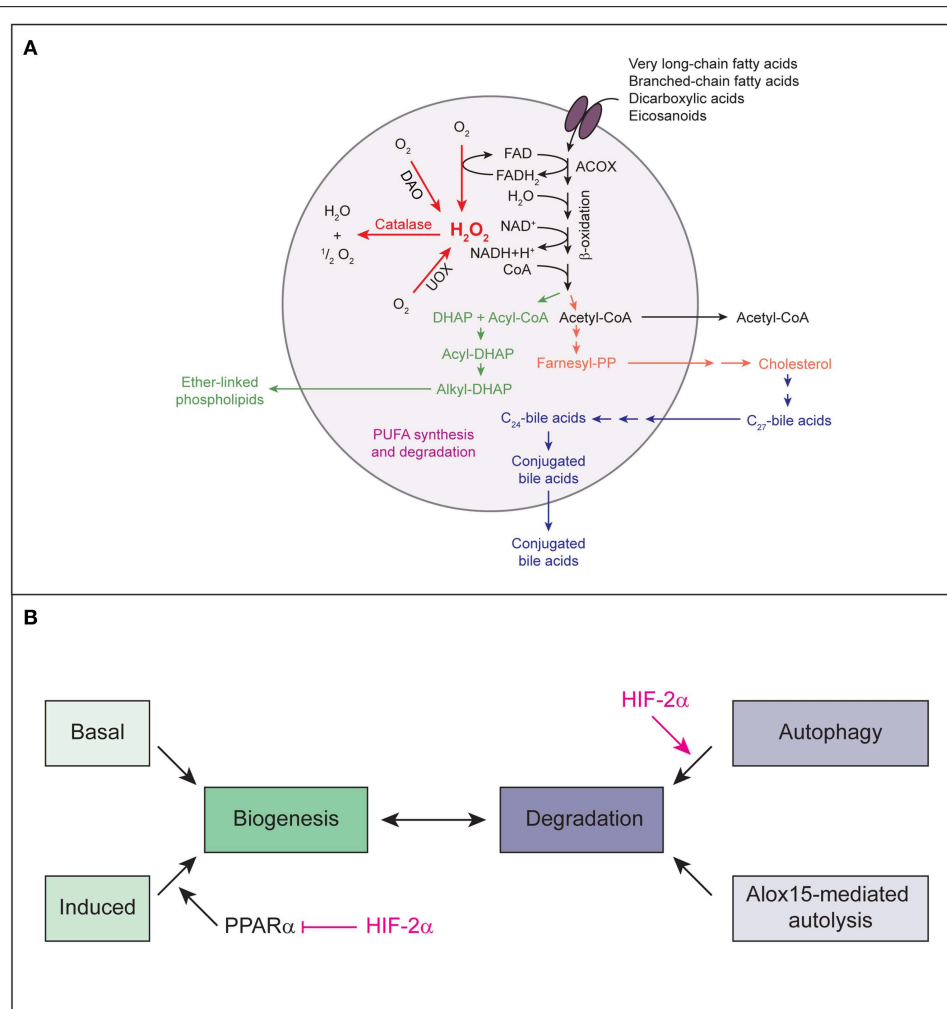 A
Very long-chain fatty acids
Branched-chain fatty acids
Dicarboxylic acids
Eicosanoids
O₂
O₂
DAO
FAD
FADH₂
ACOX
H₂O
H₂O
+
¹/₂ O₂
Catalase
H₂O₂
NAD⁺
NADH+H⁺
CoA
β-oxidation
UOX
O₂
DHAP + Acyl-CoA
Acetyl-CoA
Acetyl-CoA
Acyl-DHAP
Farnesyl-PP
Cholesterol
Ether-linked
phospholipids
Alkyl-DHAP
C₂₄-bile acids
C₂₇-bile acids
PUFA synthesis
and degradation
Conjugated
bile acids
Conjugated
bile acids
B
HIF-2α
Basal
Autophagy
Biogenesis
Degradation
Induced
PPARα
HIF-2α
Alox15-mediated
autolysis